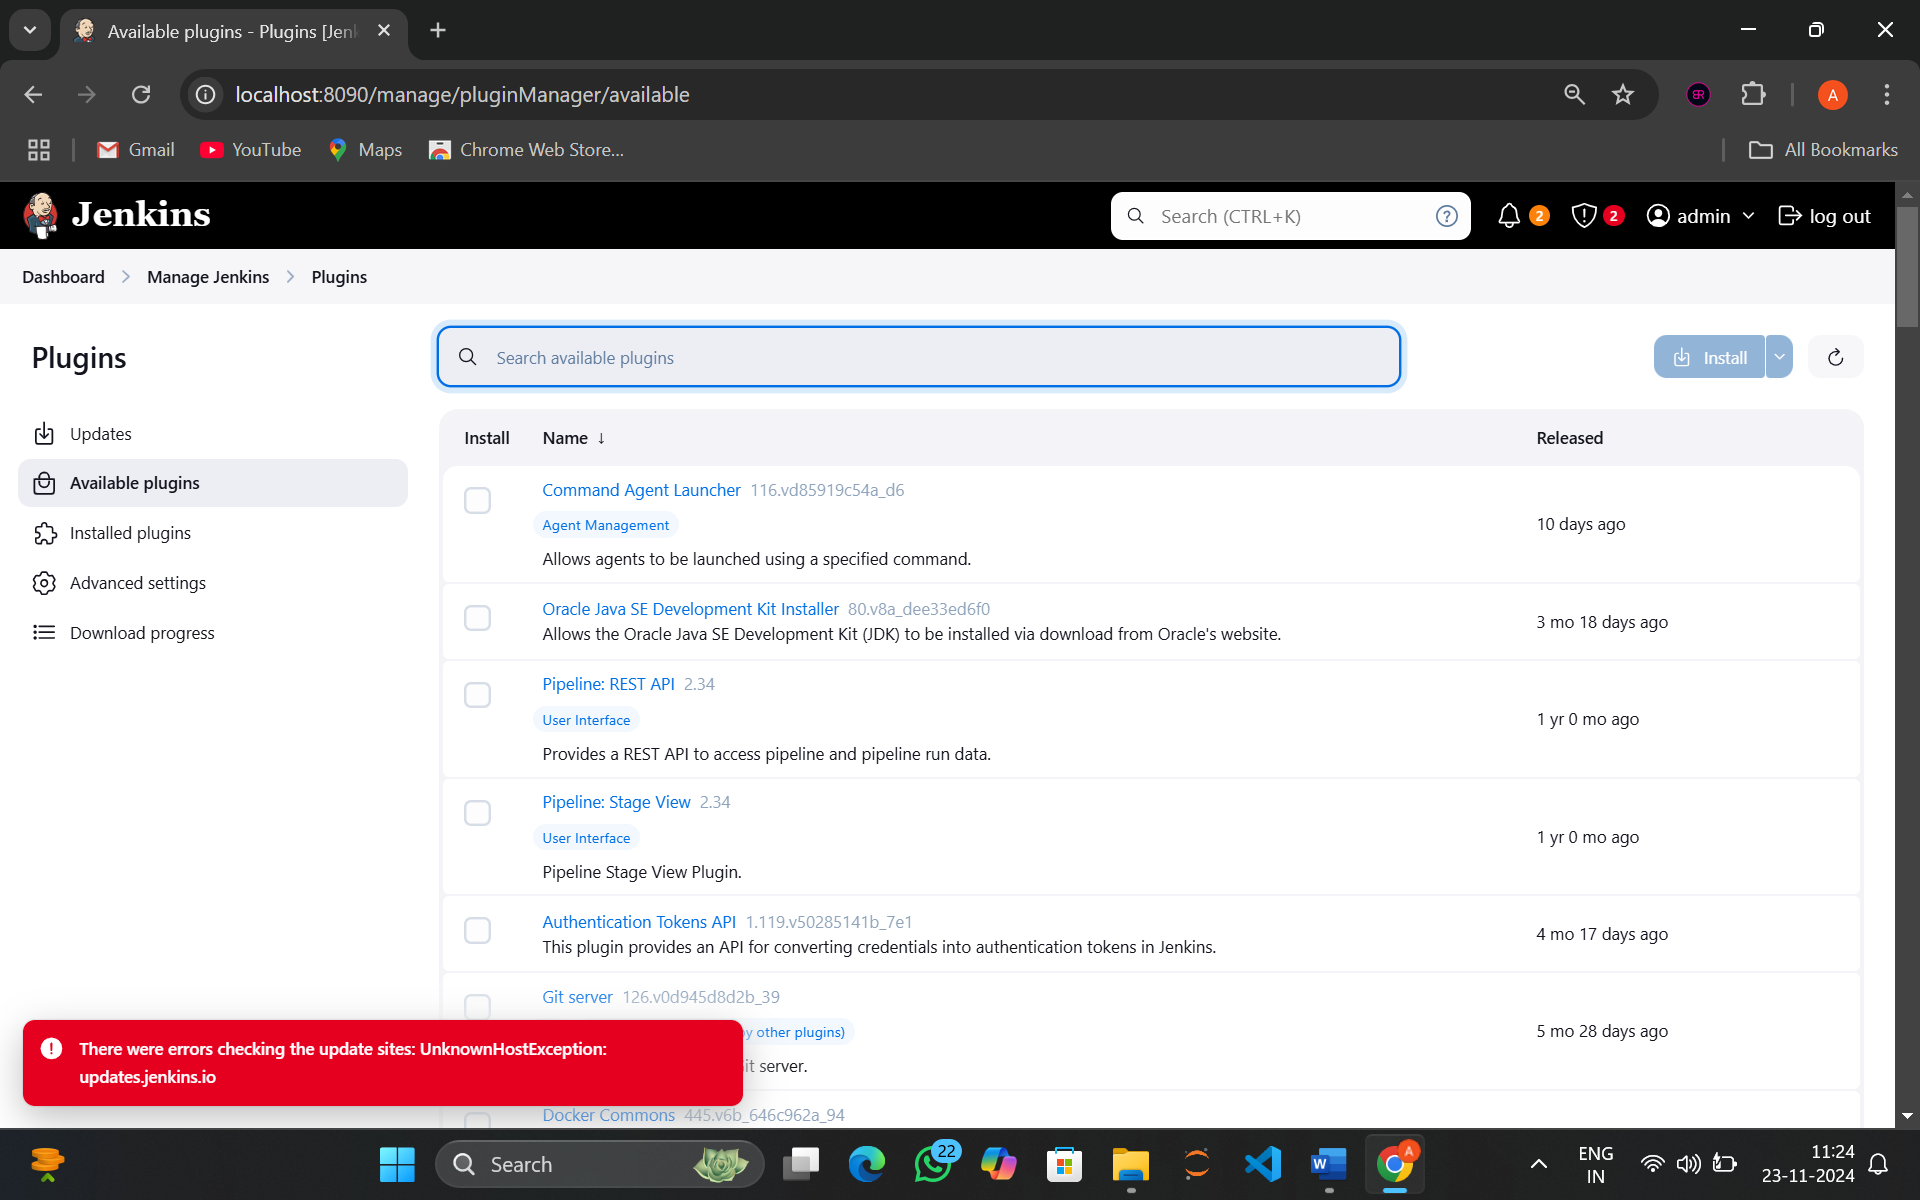 Available plugins - Plugins [Jenk
localhost:8090/manage/pluginManager/available
A
Gmail
YouTube
Maps
Chrome Web Store...
All Bookmarks
Jenkins
Search (CTRL+K)
?
2
2
admin
log out
Dashboard
Manage Jenkins
Plugins
Plugins
Search available plugins
Install
Updates
Available plugins
Installed plugins
Advanced settings
Download progress
Install Name ↓ Released
Command Agent Launcher 116.vd85919c54a_d6
Agent Management
Allows agents to be launched using a specified command.
10 days ago
Oracle Java SE Development Kit Installer 80.v8a_dee33ed6f0
Allows the Oracle Java SE Development Kit (JDK) to be installed via download from Oracle's website.
3 mo 18 days ago
Pipeline: REST API 2.34
User Interface
Provides a REST API to access pipeline and pipeline run data.
1 yr 0 mo ago
Pipeline: Stage View 2.34
User Interface
Pipeline Stage View Plugin.
1 yr 0 mo ago
Authentication Tokens API 1.119.v50285141b_7e1
This plugin provides an API for converting credentials into authentication tokens in Jenkins.
4 mo 17 days ago
Git server 126.v0d945d8d2b_39
y other plugins)
it server.
5 mo 28 days ago
Docker Commons 445.v6b_646c962a_94
There were errors checking the update sites: UnknownHostException:
updates.jenkins.io
Search
22
W
A
ENG
IN
11:24
23-11-2024